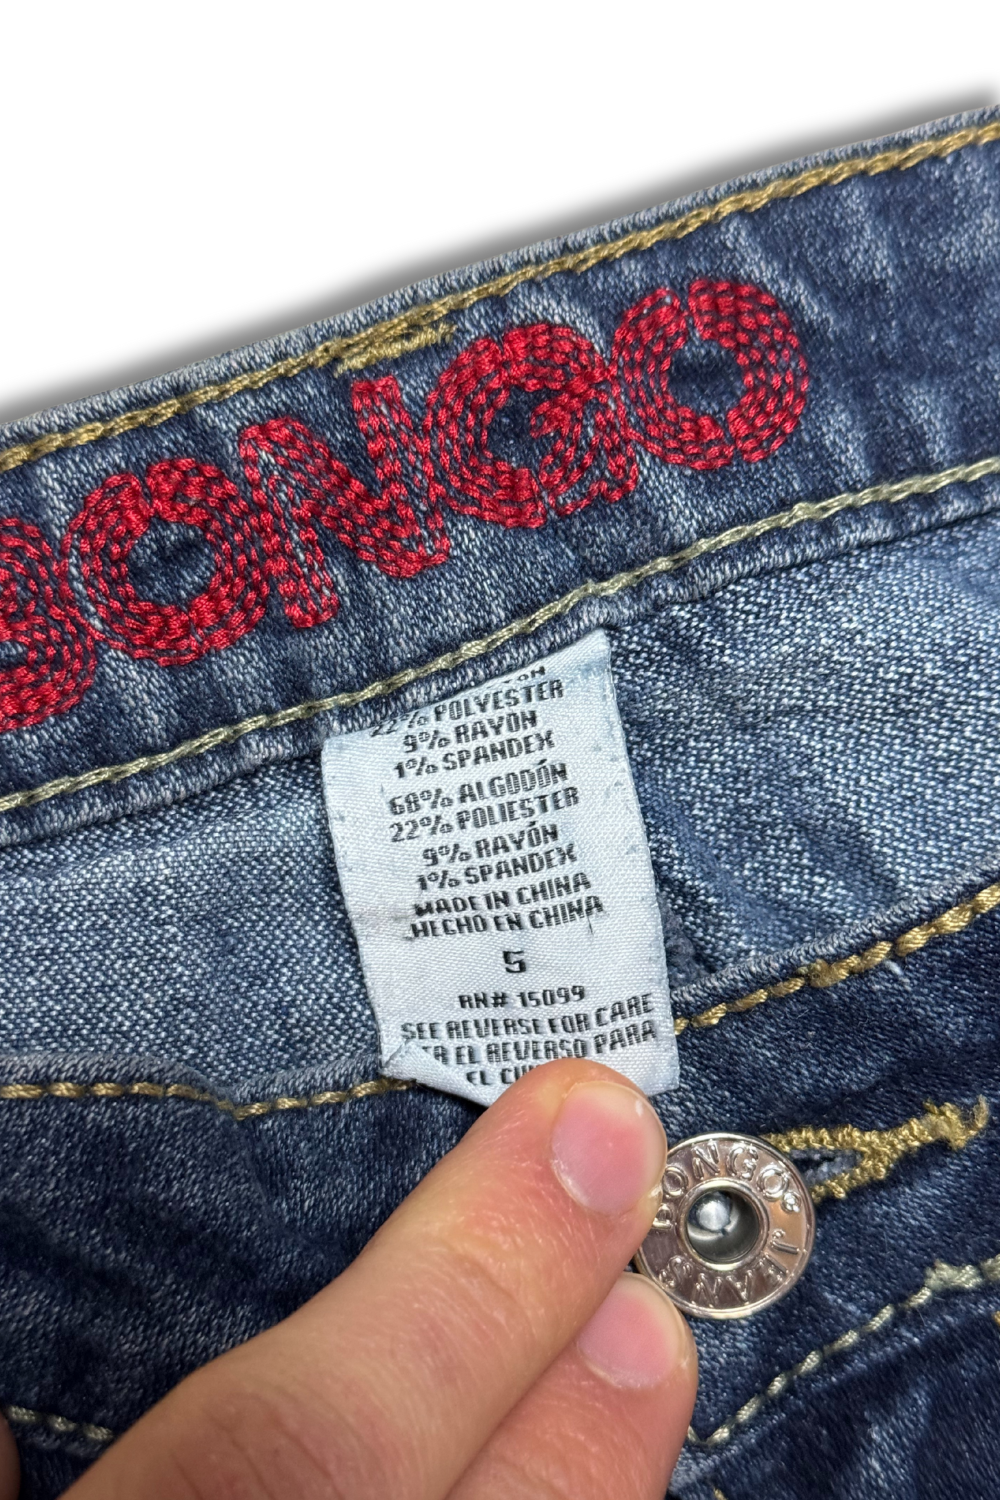 BONGO
22% POLYESTER
9% RAYON
1% SPANDEX
68% ALGODÓN
22% POLIESTER
9% RAYÓN
1% SPANDEX
MADE IN CHINA
HECHO EN CHINA
5
RN# 15099
SEE REVERSE FOR CARE
EL REVERSO PARA
EL
BONGO®
JEANS